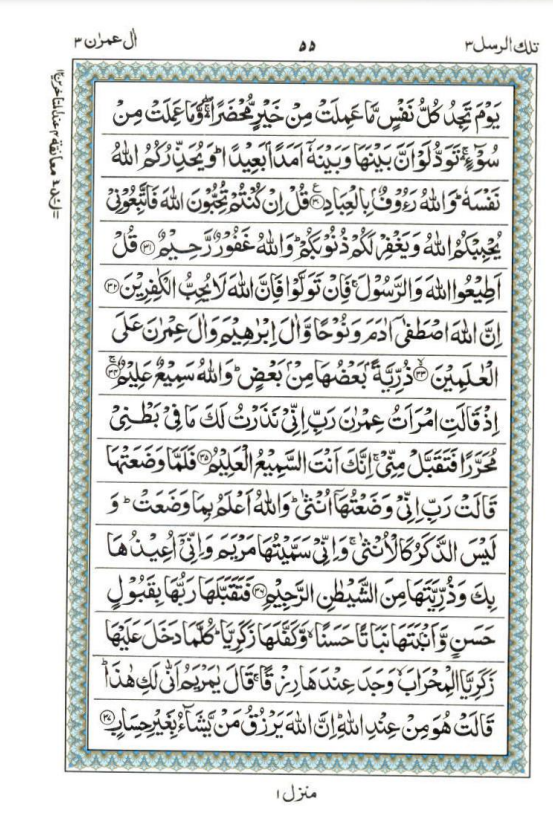 تلك الرسل ٣
٥٥
اٰل عمرٰن ٣
يَوْمَ تَجِدُ كُلُّ نَفْسٍ مَّا عَمِلَتْ مِنْ خَيْرٍ مُّحْضَرًا ۛۖ وَّمَا عَمِلَتْ مِنْ
سُوْٓءٍ ۛۚ تَوَدُّ لَوْ اَنَّ بَيْنَهَا وَبَيْنَهٗٓ اَمَدًۢا بَعِيْدًا ؕ وَيُحَذِّرُكُمُ اللّٰهُ
نَفْسَهٗ ؕ وَاللّٰهُ رَءُوْفٌۢ بِالْعِبَادِ ﴿٣٠﴾ قُلْ اِنْ كُنْتُمْ تُحِبُّوْنَ اللّٰهَ فَاتَّبِعُوْنِيْ
يُحْبِبْكُمُ اللّٰهُ وَيَغْفِرْ لَكُمْ ذُنُوْبَكُمْ ؕ وَاللّٰهُ غَفُوْرٌ رَّحِيْمٌ ﴿٣١﴾ قُلْ
اَطِيْعُوا اللّٰهَ وَالرَّسُوْلَ ۚ فَاِنْ تَوَلَّوْا فَاِنَّ اللّٰهَ لَا يُحِبُّ الْكٰفِرِيْنَ ﴿٣٢﴾
اِنَّ اللّٰهَ اصْطَفٰٓى اٰدَمَ وَنُوْحًا وَّاٰلَ اِبْرٰهِيْمَ وَاٰلَ عِمْرٰنَ عَلَى
الْعٰلَمِيْنَ ﴿٣٣﴾ ذُرِّيَّةًۢ بَعْضُهَا مِنْۢ بَعْضٍ ؕ وَاللّٰهُ سَمِيْعٌ عَلِيْمٌ ﴿٣٤﴾
اِذْ قَالَتِ امْرَاَتُ عِمْرٰنَ رَبِّ اِنِّيْ نَذَرْتُ لَكَ مَا فِيْ بَطْنِيْ
مُحَرَّرًا فَتَقَبَّلْ مِنِّيْ ۚ اِنَّكَ اَنْتَ السَّمِيْعُ الْعَلِيْمُ ﴿٣٥﴾ فَلَمَّا وَضَعَتْهَا
قَالَتْ رَبِّ اِنِّيْ وَضَعْتُهَآ اُنْثٰى ؕ وَاللّٰهُ اَعْلَمُ بِمَا وَضَعَتْ ؕ وَ
لَيْسَ الذَّكَرُ كَالْاُنْثٰى ۚ وَاِنِّيْ سَمَّيْتُهَا مَرْيَمَ وَاِنِّيْٓ اُعِيْذُهَا
بِكَ وَذُرِّيَّتَهَا مِنَ الشَّيْطٰنِ الرَّجِيْمِ ﴿٣٦﴾ فَتَقَبَّلَهَا رَبُّهَا بِقَبُوْلٍ
حَسَنٍ وَّاَنْۢبَتَهَا نَبَاتًا حَسَنًا ۙ وَّكَفَّلَهَا زَكَرِيَّا ؕ كُلَّمَا دَخَلَ عَلَيْهَا
زَكَرِيَّا الْمِحْرَابَ ۙ وَجَدَ عِنْدَهَا رِزْقًا ۚ قَالَ يٰمَرْيَمُ اَنّٰى لَكِ هٰذَا ؕ
قَالَتْ هُوَ مِنْ عِنْدِ اللّٰهِ ؕ اِنَّ اللّٰهَ يَرْزُقُ مَنْ يَّشَآءُ بِغَيْرِ حِسَابٍ ﴿٣٧﴾
منزل ١